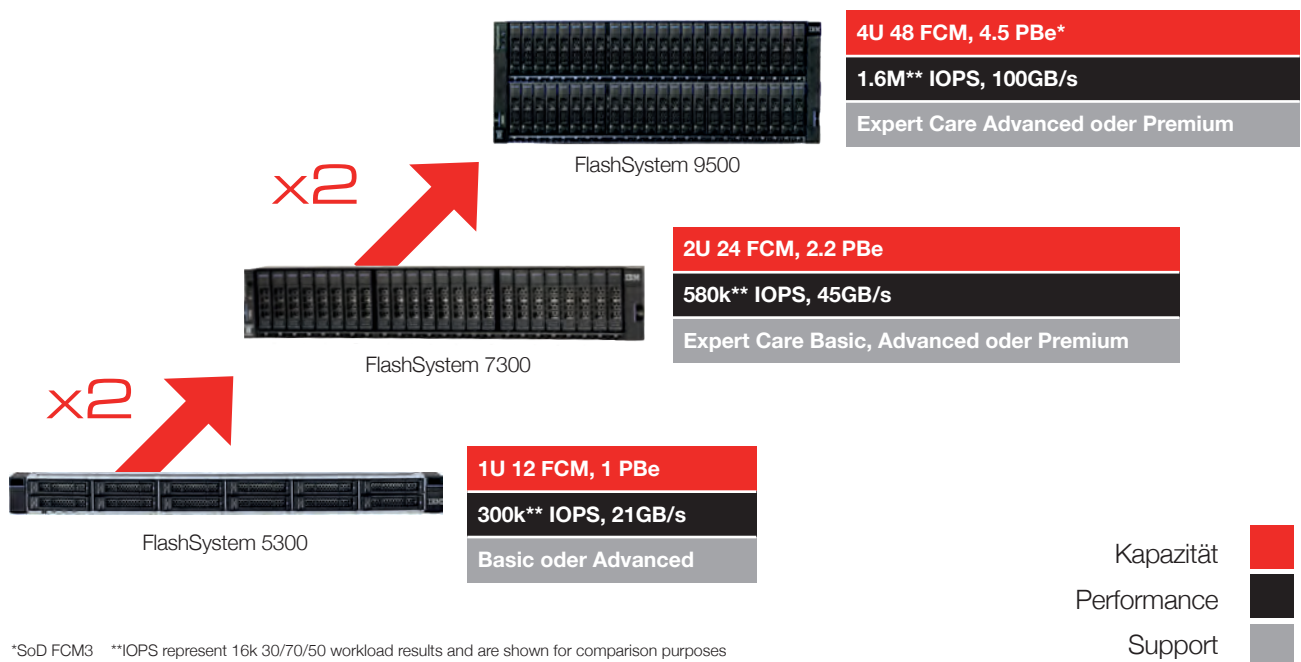 4U 48 FCM, 4.5 PBe*
1.6M** IOPS, 100GB/s
Expert Care Advanced oder Premium
IBM
FlashSystem 9500
x2
2U 24 FCM, 2.2 PBe
580k** IOPS, 45GB/s
Expert Care Basic, Advanced oder Premium
IBM
FlashSystem 7300
x2
1U 12 FCM, 1 PBe
300k** IOPS, 21GB/s
Basic oder Advanced
IBM
FlashSystem 5300
Kapazität
Performance
Support
*SoD FCM3 **IOPS represent 16k 30/70/50 workload results and are shown for comparison purposes